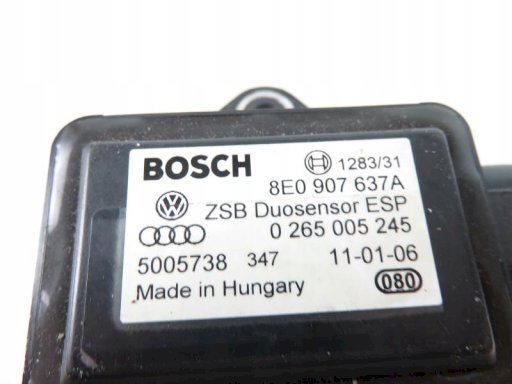 BOSCH 1283/31
8E0 907 637A
ZSB Duosensor ESP
0 265 005 245
5005738 347 11-01-06
Made in Hungary 080